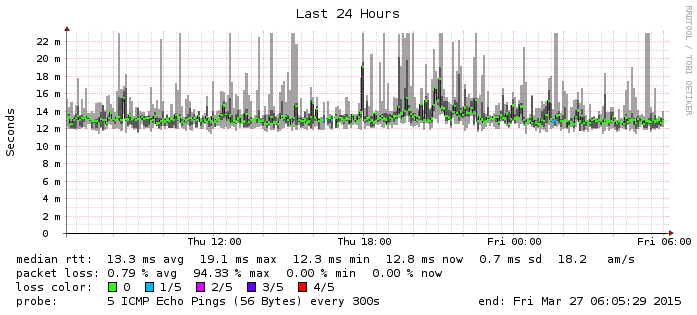 Last 24 Hours
RRDTOOL / TOBI OETIKER
Seconds
22 m
20 m
18 m
16 m
14 m
12 m
10 m
8 m
6 m
4 m
2 m
0
Thu 12:00 Thu 18:00 Fri 00:00 Fri 06:00
median rtt: 13.3 ms avg 19.1 ms max 12.3 ms min 12.8 ms now 0.7 ms sd 18.2 am/s
packet loss: 0.79 % avg 94.33 % max 0.00 % min 0.00 % now
loss color: 0 1/5 2/5 3/5 4/5
probe: 5 ICMP Echo Pings (56 Bytes) every 300s end: Fri Mar 27 06:05:29 2015